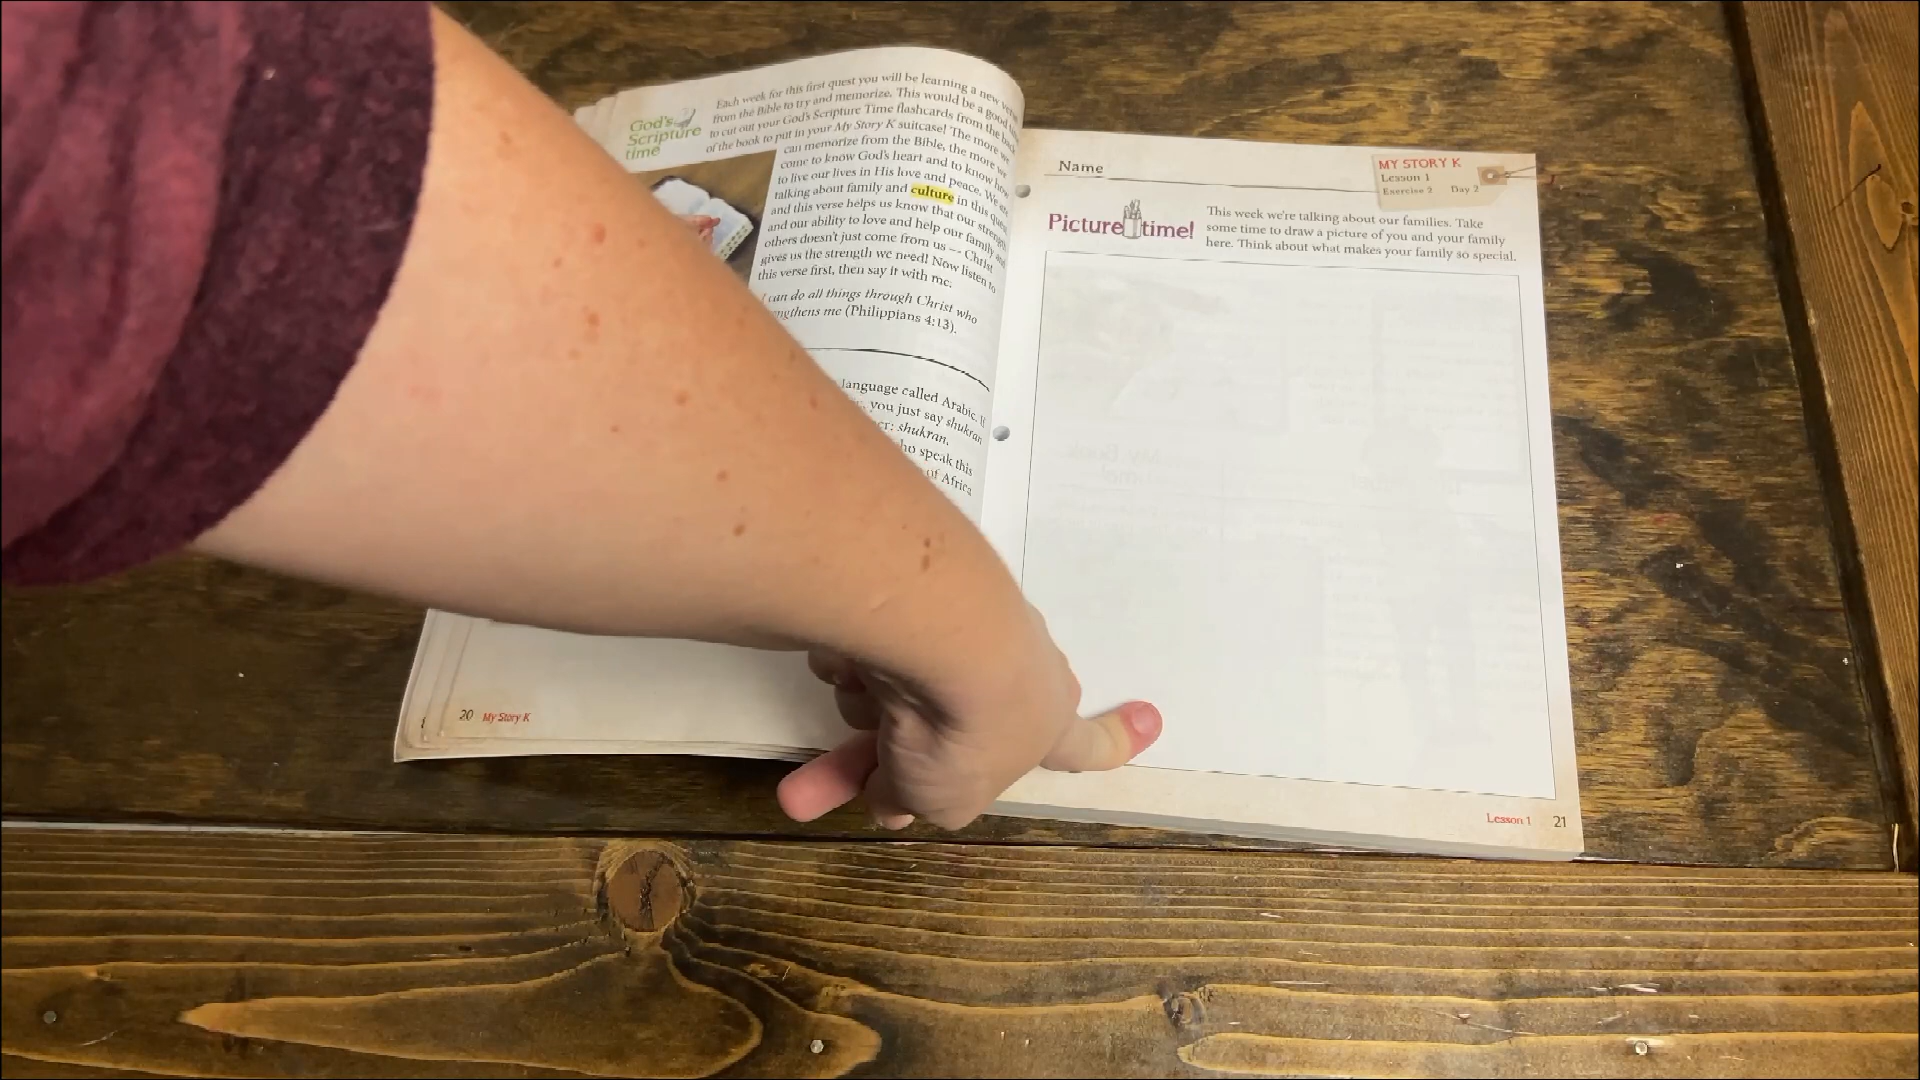 God's
Scripture
time
Each week for this first quest you will be learning a new
from the Bible to try and memorize. This would be a good
to cut out your God's Scripture Time flashcards from the back
of the book to put in your My Story K suitcase! The more we
can memorize from the Bible, the more we
come to know God's heart and to know how
to live our lives in His love and peace. We are
talking about family and culture in this quest
and this verse helps us know that our strength
and our ability to love and help our family and
others doesn't just come from us — Christ
gives us the strength we need! Now listen to
this verse first, then say it with me.
I can do all things through Christ who
engthens me (Philippians 4:13).
language called Arabic. If
you just say shukran
er: shukran.
ho speak this
of Africa
20 My Story K
Name
MY STORY K
Lesson 1
Exercise 2 Day 2
Picture time!
This week we're talking about our families. Take
some time to draw a picture of you and your family
here. Think about what makes your family so special.
Lesson 1 21